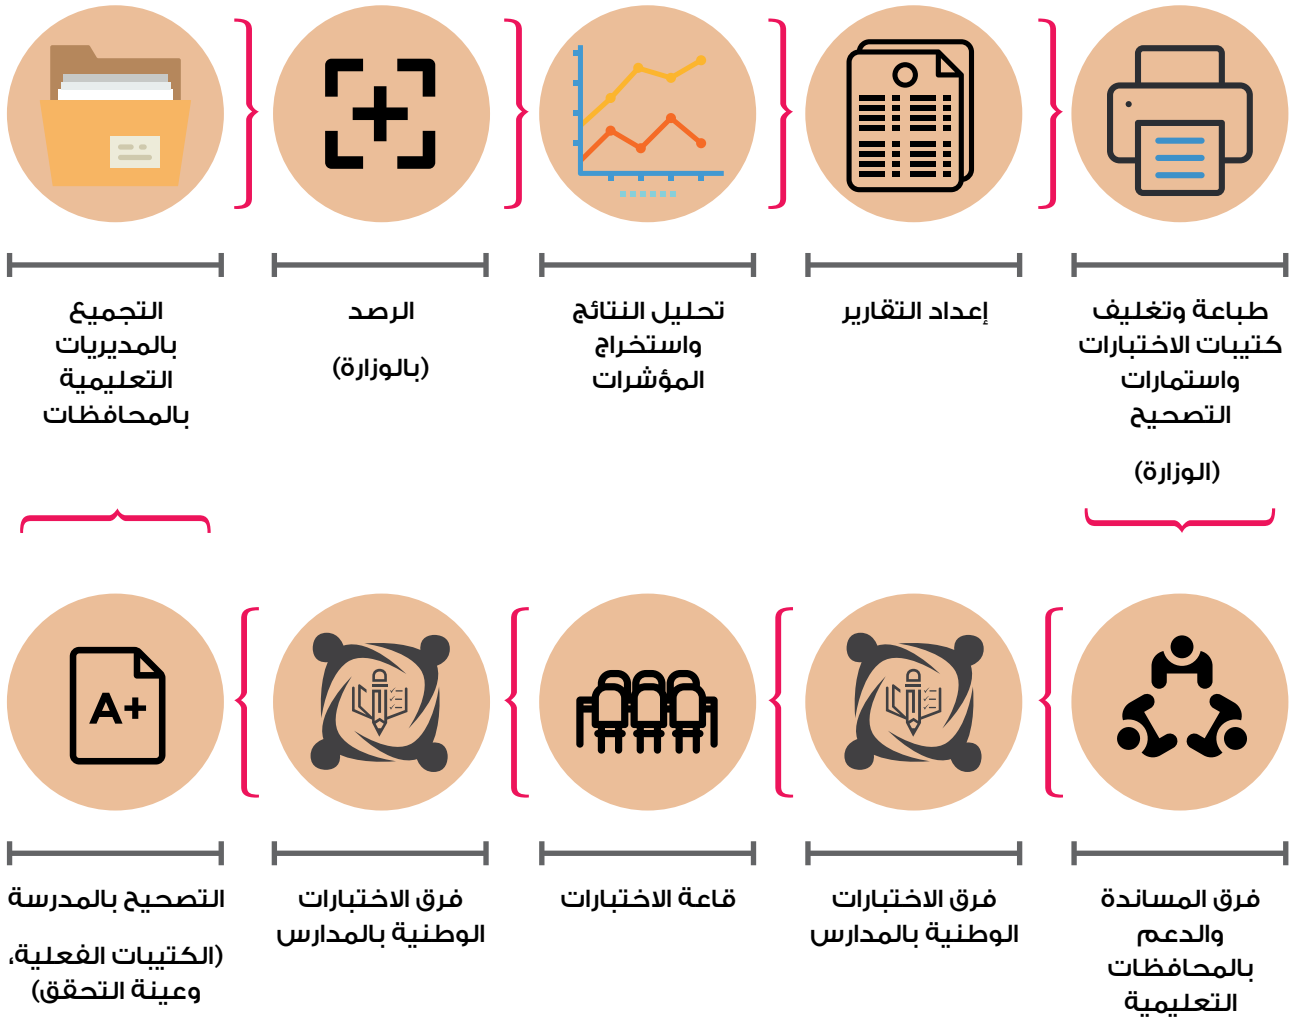 طباعة وتغليف
كتيبات الاختبارات
واستمارات
التصحيح
(الوزارة)
إعداد التقارير
تحليل النتائج
واستخراج
المؤشرات
الرصد
(بالوزارة)
التجميع
بالمديريات
التعليمية
بالمحافظات
فرق المساندة
والدعم
بالمحافظات
التعليمية
فرق الاختبارات
الوطنية بالمدارس
قاعة الاختبارات
فرق الاختبارات
الوطنية بالمدارس
A+
التصحيح بالمدرسة
(الكتيبات الفعلية،
وعينة التحقق)